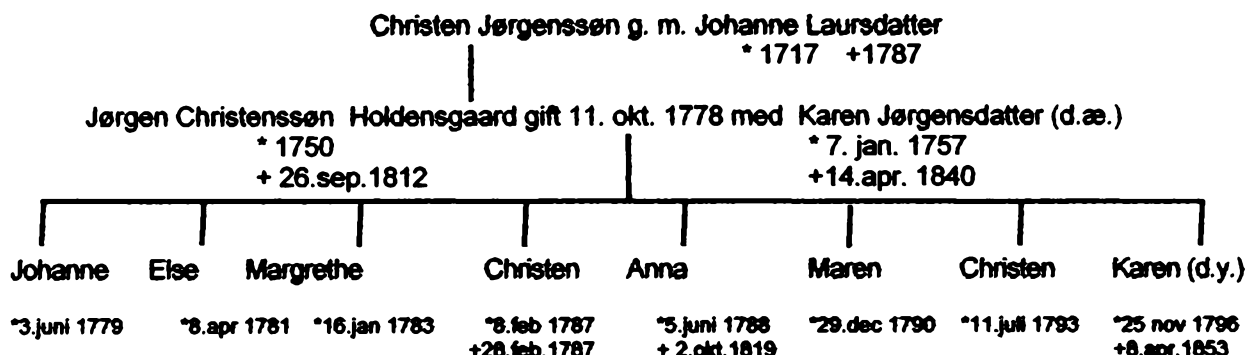 Christen Jørgenssøn g. m. Johanne Laursdatter
* 1717 +1787
Jørgen Christenssøn Holdensgaard gift 11. okt. 1778 med Karen Jørgensdatter (d.æ.)
* 1750 * 7. jan. 1757
+ 26.sep.1812 +14.apr. 1840
Johanne Else Margrethe Christen Anna Maren Christen Karen (d.y.)
*3.juni 1779 *8.apr 1781 *16.jan 1783 *8.feb 1787 *5.juni 1788 *29.dec 1790 *11.juli 1793 *25 nov 1796
+28.feb.1787 + 2.okt.1819 +8.apr.1853